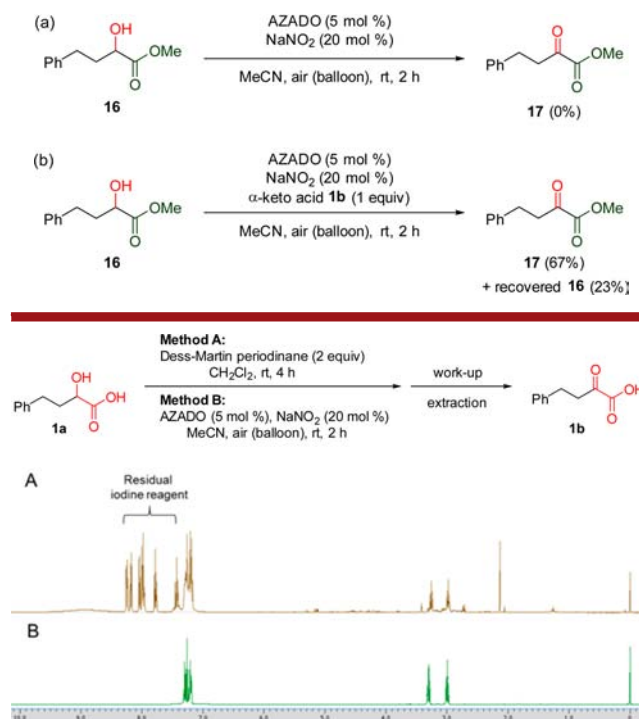 (a)
OH
Ph
OMe
O
16
AZADO (5 mol %)
NaNO2 (20 mol %)
MeCN, air (balloon), rt, 2 h
O
Ph
OMe
O
17 (0%)
(b)
OH
Ph
OMe
O
16
AZADO (5 mol %)
NaNO2 (20 mol %)
α-keto acid 1b (1 equiv)
MeCN, air (balloon), rt, 2 h
O
Ph
OMe
O
17 (67%)
+ recovered 16 (23%)
OH
Ph
OH
O
1a
Method A:
Dess-Martin periodinane (2 equiv)
CH2Cl2, rt, 4 h
Method B:
AZADO (5 mol %), NaNO2 (20 mol %)
MeCN, air (balloon), rt, 2 h
work-up
extraction
O
Ph
OH
O
1b
A
Residual
iodine reagent
B